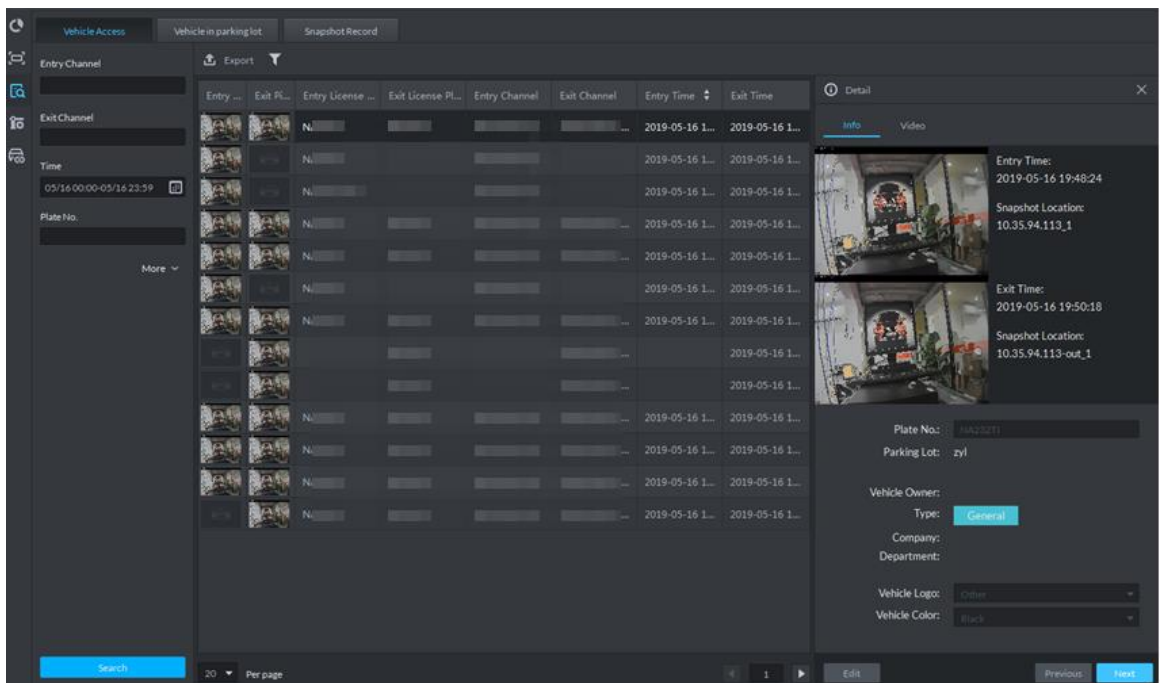 Vehicle Access
Vehicle in parking lot
Snapshot Record
Entry Channel
Exit Channel
Time
05/16 00:00-05/16 23:59
Plate No.
More
Search
Export
Entry ... Exit Pi... Entry License ... Exit License Pl... Entry Channel Exit Channel Entry Time Exit Time
... 2019-05-16 1... 2019-05-16 1...
2019-05-16 1... 2019-05-16 1...
2019-05-16 1... 2019-05-16 1...
... 2019-05-16 1... 2019-05-16 1...
... 2019-05-16 1... 2019-05-16 1...
2019-05-16 1... 2019-05-16 1...
... 2019-05-16 1... 2019-05-16 1...
... 2019-05-16 1...
... 2019-05-16 1...
NA 2019-05-16 1... 2019-05-16 1...
... 2019-05-16 1... 2019-05-16 1...
... 2019-05-16 1... 2019-05-16 1...
... 2019-05-16 1... 2019-05-16 1...
20 Per page
1
Detail
Info Video
Entry Time:
2019-05-16 19:48:24
Snapshot Location:
10.35.94.113_1
Exit Time:
2019-05-16 19:50:18
Snapshot Location:
10.35.94.113-out_1
Plate No.:
Parking Lot: zyl
Vehicle Owner:
Type: General
Company:
Department:
Vehicle Logo: Other
Vehicle Color: Black
Edit Previous Next